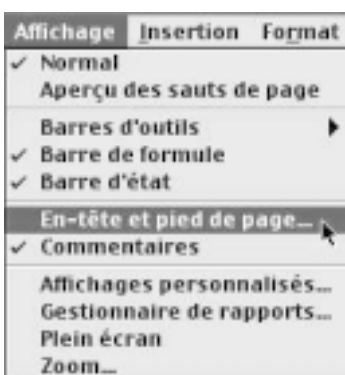 Affichage Insertion Format
✓ Normal
Aperçu des sauts de page
Barres d'outils
✓ Barre de formule
✓ Barre d'état
En-tête et pied de page...
✓ Commentaires
Affichages personnalisés...
Gestionnaire de rapports...
Plein écran
Zoom...